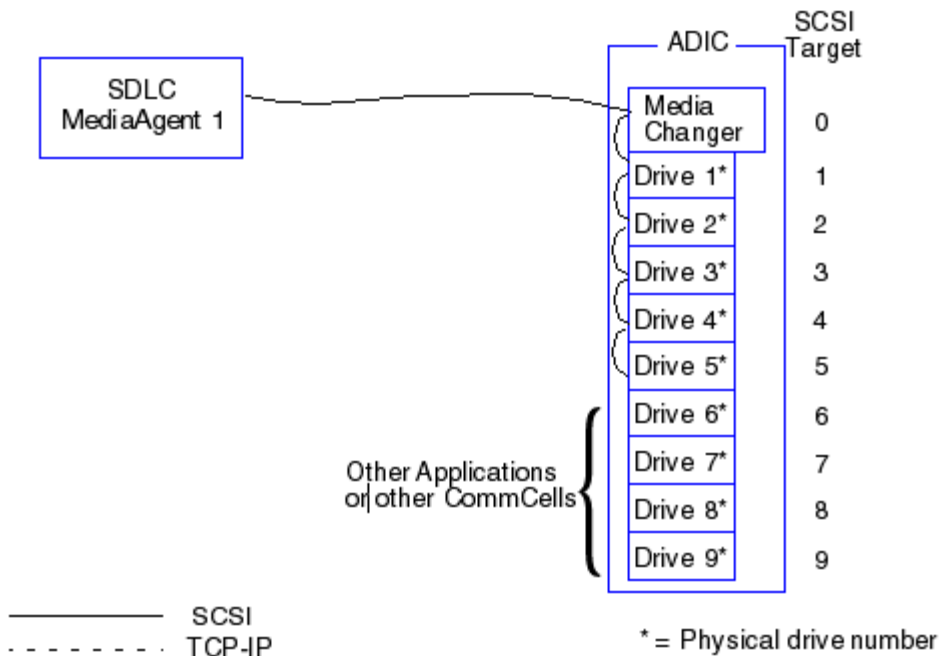 SCSI
Target
ADIC
SDLC
MediaAgent 1
Media
Changer
0
Drive 1*
1
Drive 2*
2
Drive 3*
3
Drive 4*
4
Drive 5*
5
Drive 6*
6
Drive 7*
7
Drive 8*
8
Drive 9*
9
Other Applications
or other CommCells
SCSI
TCP-IP
* = Physical drive number